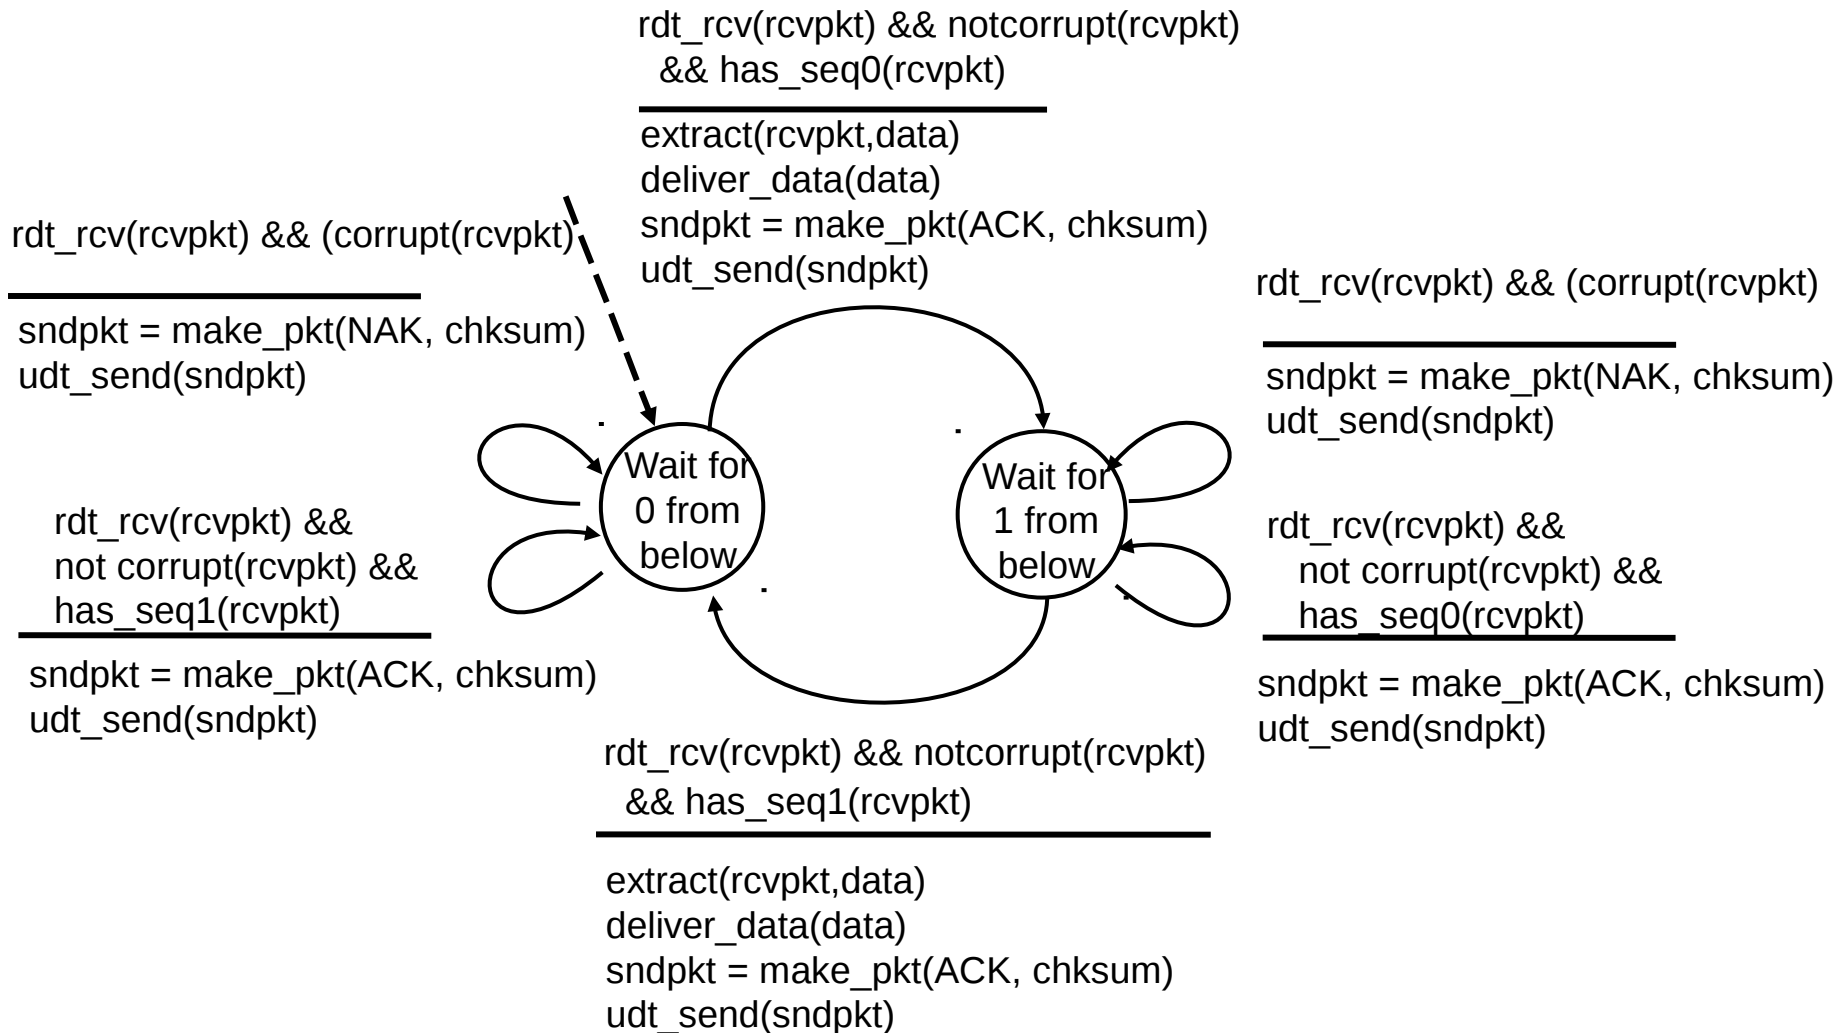 rdt_rcv(rcvpkt) && notcorrupt(rcvpkt)
&& has_seq0(rcvpkt)
extract(rcvpkt,data)
deliver_data(data)
sndpkt = make_pkt(ACK, chksum)
udt_send(sndpkt)
rdt_rcv(rcvpkt) && (corrupt(rcvpkt)
sndpkt = make_pkt(NAK, chksum)
udt_send(sndpkt)
rdt_rcv(rcvpkt) &&
not corrupt(rcvpkt) &&
has_seq1(rcvpkt)
sndpkt = make_pkt(ACK, chksum)
udt_send(sndpkt)
Wait for
0 from
below
Wait for
1 from
below
rdt_rcv(rcvpkt) && (corrupt(rcvpkt)
sndpkt = make_pkt(NAK, chksum)
udt_send(sndpkt)
rdt_rcv(rcvpkt) &&
not corrupt(rcvpkt) &&
has_seq0(rcvpkt)
sndpkt = make_pkt(ACK, chksum)
udt_send(sndpkt)
rdt_rcv(rcvpkt) && notcorrupt(rcvpkt)
&& has_seq1(rcvpkt)
extract(rcvpkt,data)
deliver_data(data)
sndpkt = make_pkt(ACK, chksum)
udt_send(sndpkt)